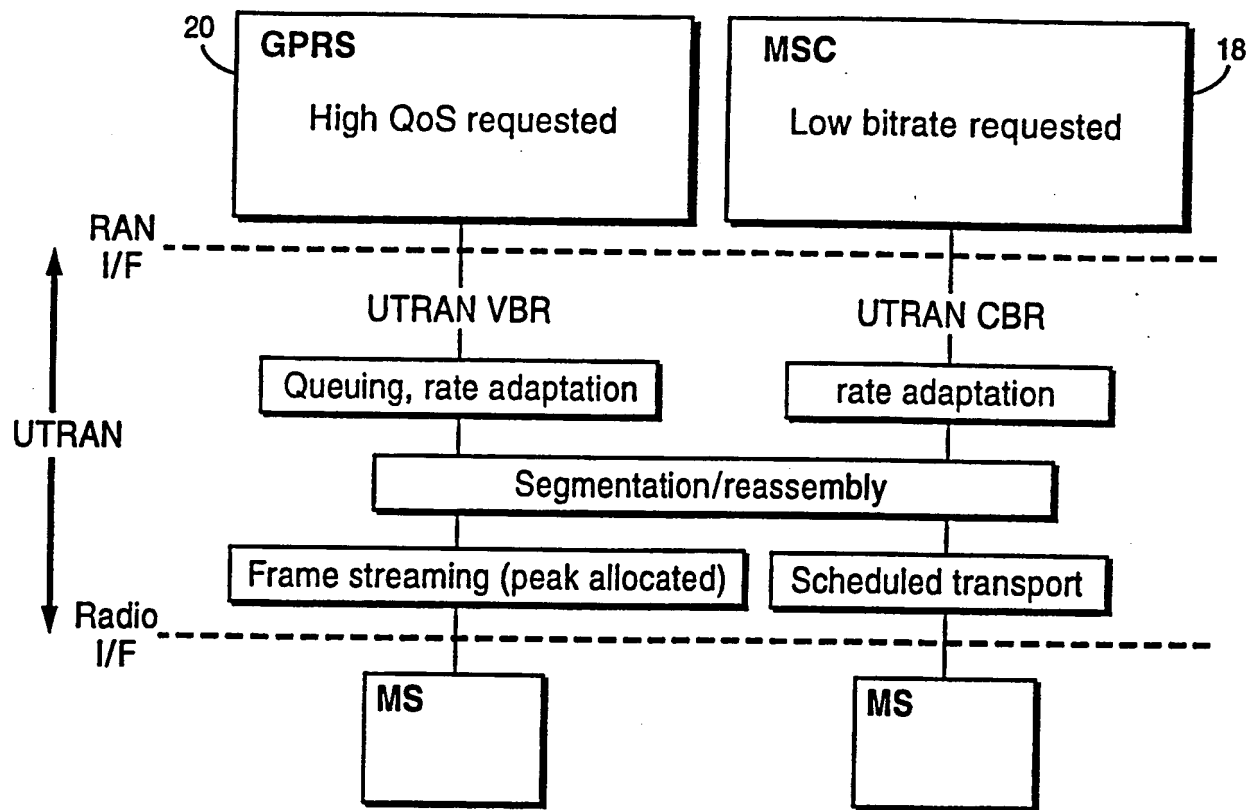 20
GPRS
High QoS requested
MSC
18
Low bitrate requested
RAN
I/F
UTRAN VBR
UTRAN CBR
Queuing, rate adaptation
rate adaptation
UTRAN
Segmentation/reassembly
Frame streaming (peak allocated)
Scheduled transport
Radio
I/F
MS
MS